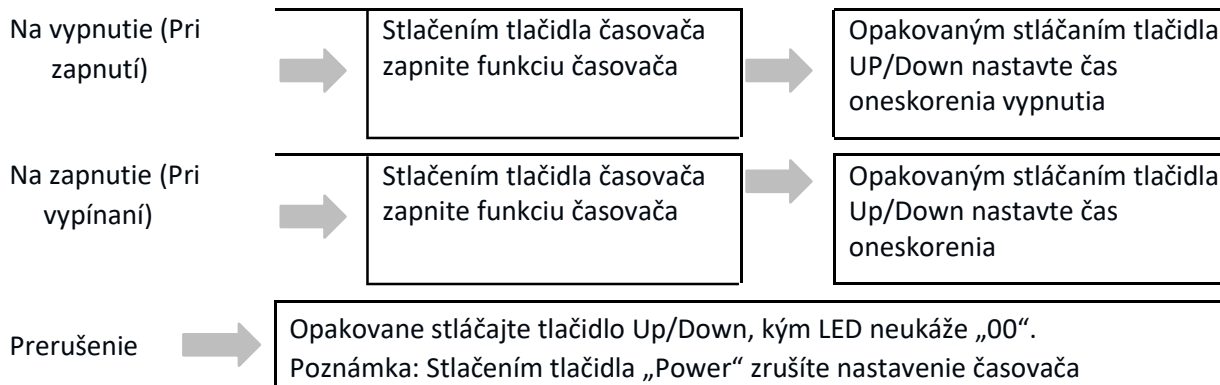 Na vypnutie (Pri
zapnutí)
Stlačením tlačidla časovača
zapnite funkciu časovača
Opakovaným stláčaním tlačidla
UP/Down nastavte čas
oneskorenia vypnutia
Na zapnutie (Pri
vypínaní)
Stlačením tlačidla časovača
zapnite funkciu časovača
Opakovaným stláčaním tlačidla
Up/Down nastavte čas
oneskorenia
Prerušenie
Opakovane stláčajte tlačidlo Up/Down, kým LED neukáže „00“.
Poznámka: Stlačením tlačidla „Power“ zrušíte nastavenie časovača